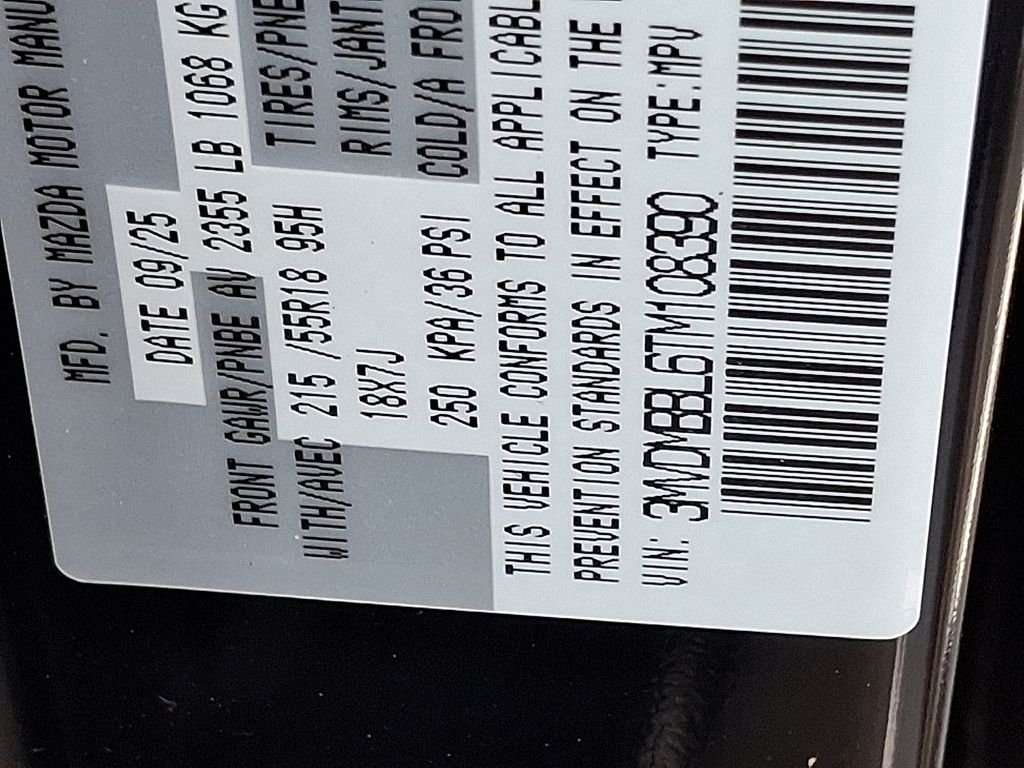 MFD. BY MAZDA MOTOR MANU
DATE 09/25
FRONT GAWR/PNBE AV 2355 LB 1068 KG
WITH/AVEC 215 /55R18 95H TIRES/PNE
18X7J RIMS/JANT
250 KPA/36 PSI COLD/A FRO
THIS VEHICLE CONFORMS TO ALL APPLICABL
PREVENTION STANDARDS IN EFFECT ON THE
VIN: 3MVDMBBL6TM108390 TYPE:MPV